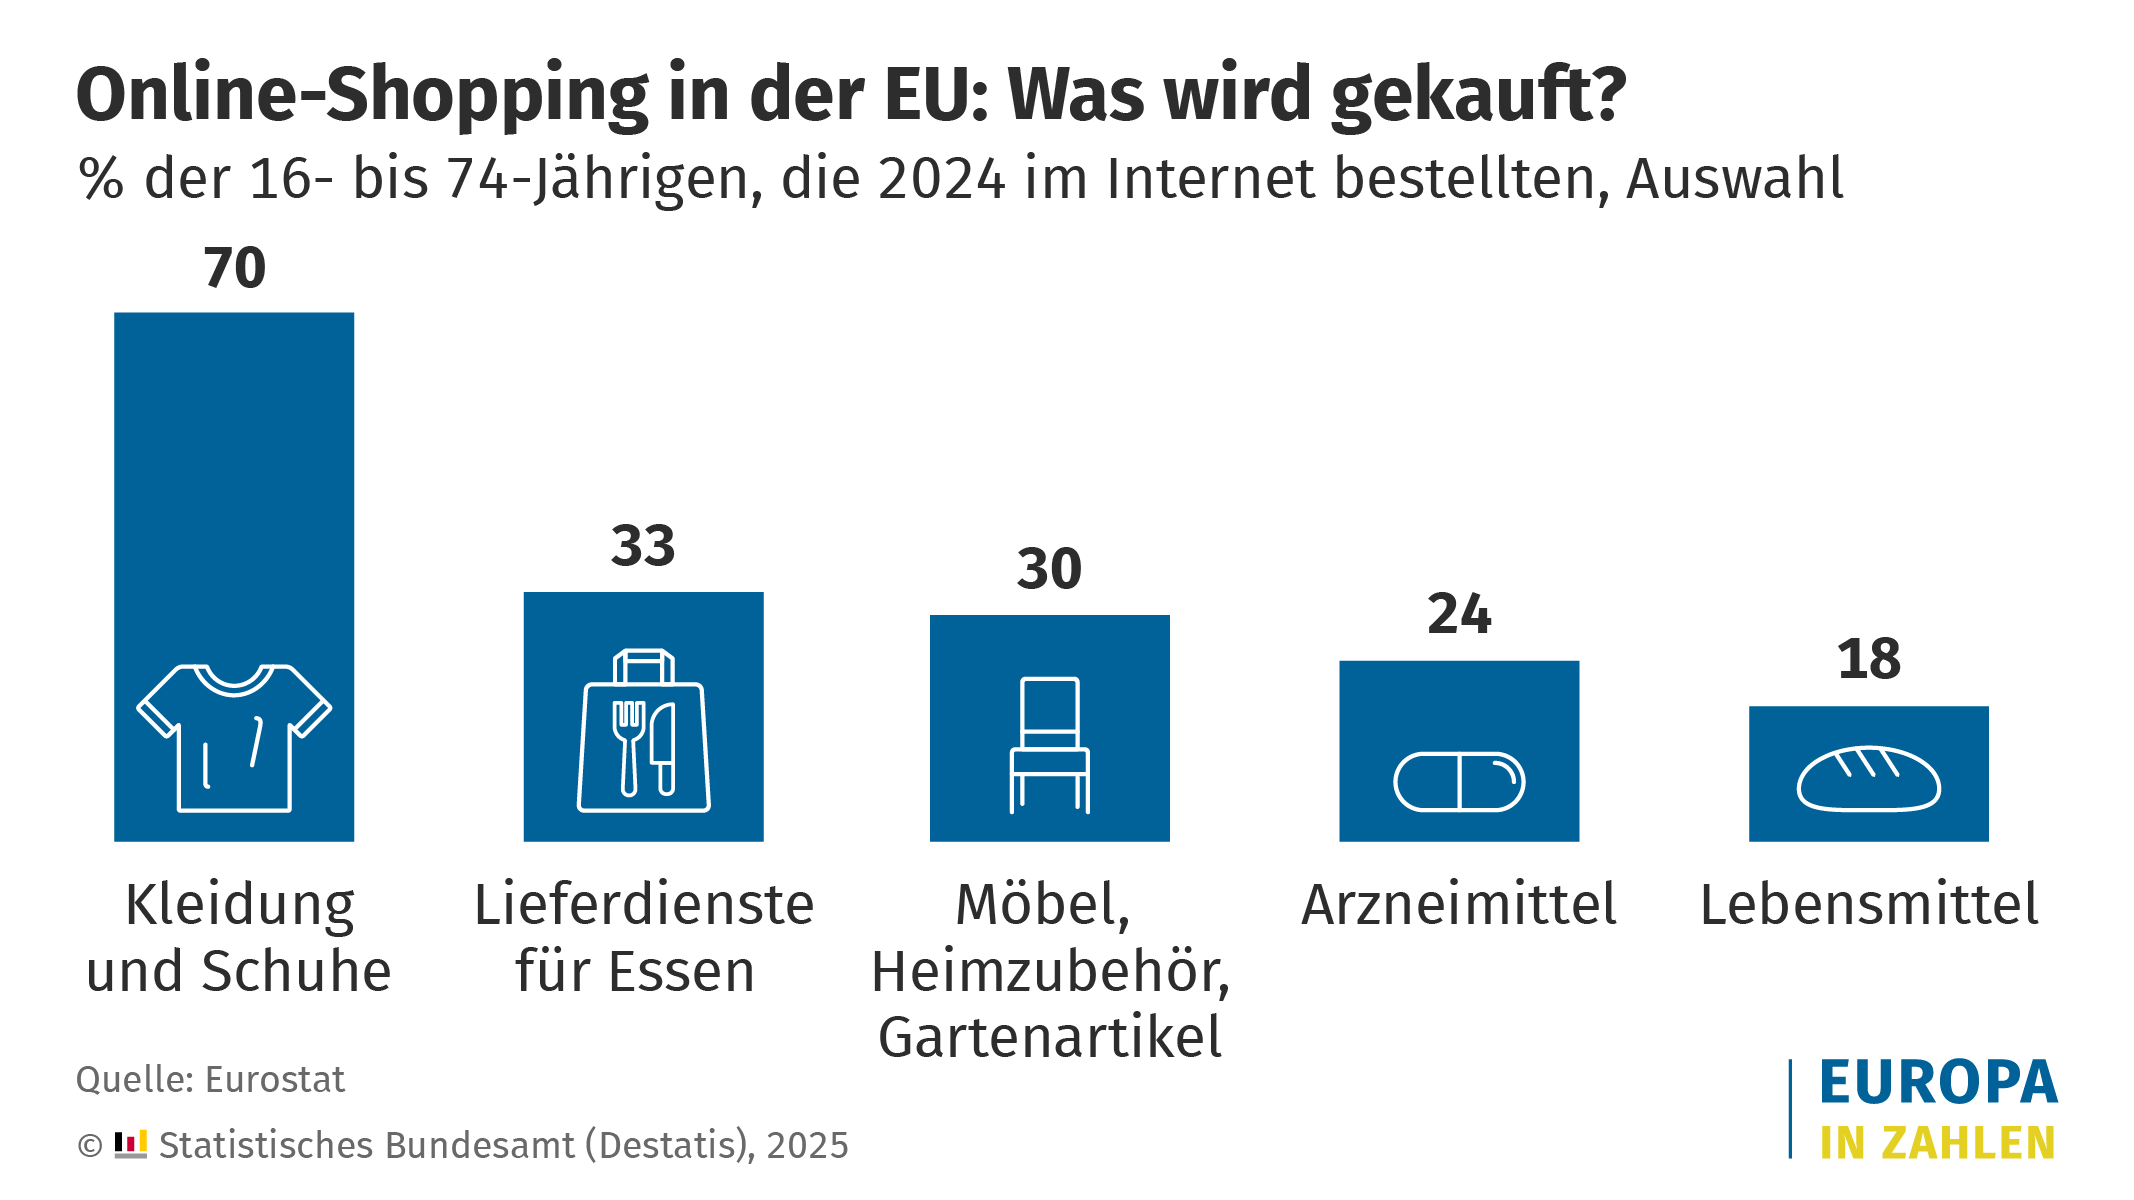 Online-Shopping in der EU: Was wird gekauft?
% der 16- bis 74-Jährigen, die 2024 im Internet bestellten, Auswahl
70
33
30
24
18
Kleidung
und Schuhe
Lieferdienste
für Essen
Möbel,
Heimzubehör,
Gartenartikel
Arzneimittel
Lebensmittel
Quelle: Eurostat
© Statistisches Bundesamt (Destatis), 2025
EUROPA
IN ZAHLEN